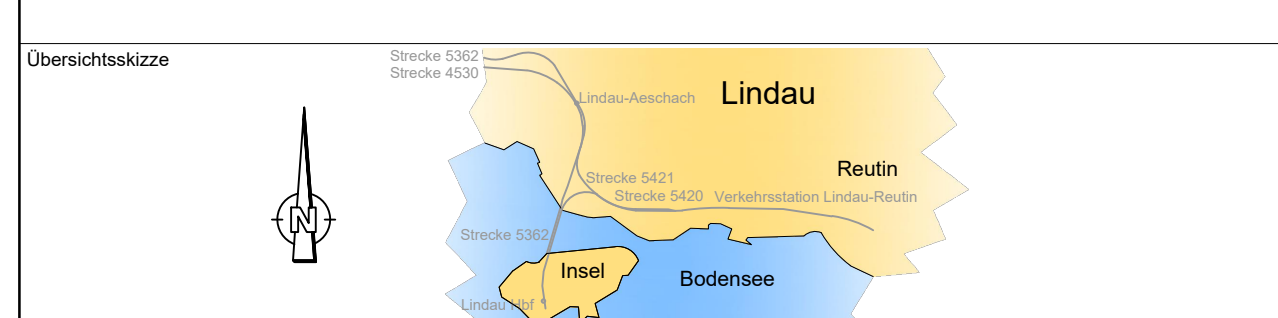 Übersichtsskizze
Strecke 5362
Strecke 4530
Lindau-Aeschach
Lindau
Reutin
Strecke 5421
Strecke 5420
Verkehrsstation Lindau-Reutin
N
Strecke 5362
Insel
Bodensee
Lindau Hbf